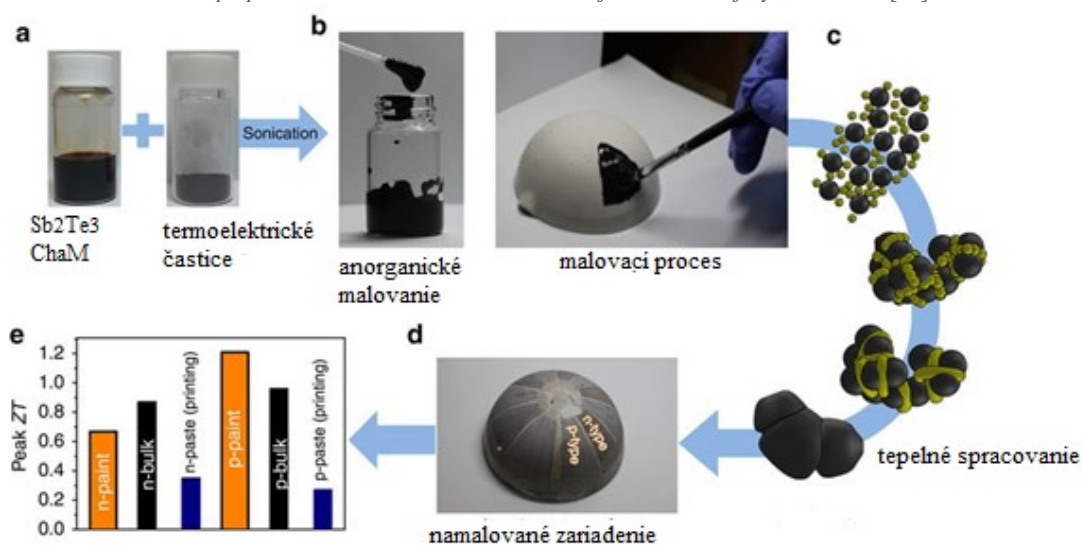 a
b
c
Sonication
Sb2Te3
ChaM
termoelektrické
častice
anorganické
malovanie
malovací proces
tepelné spracovanie
d
n-type
p-type
namalované zariadenie
e
Peak ZT
1.2
1.0
0.8
0.6
0.4
0.2
0.0
n-paint
n-bulk
n-paste (printing)
p-paint
p-bulk
p-paste (printing)